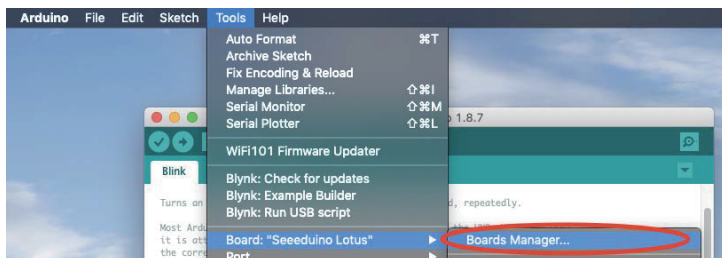 Arduino File Edit Sketch Tools Help
Auto Format ⌘T
Archive Sketch
Fix Encoding & Reload
Manage Libraries... ⇧⌘I
Serial Monitor ⇧⌘M
Serial Plotter ⇧⌘L
1.8.7
WiFi101 Firmware Updater
Blink
Blynk: Check for updates
Blynk: Example Builder
Blynk: Run USB script
Turns an
d, repeatedly.
Most Ardu
it is att
Board: "Seeeduino Lotus" ▶ Boards Manager...
the corre
Port